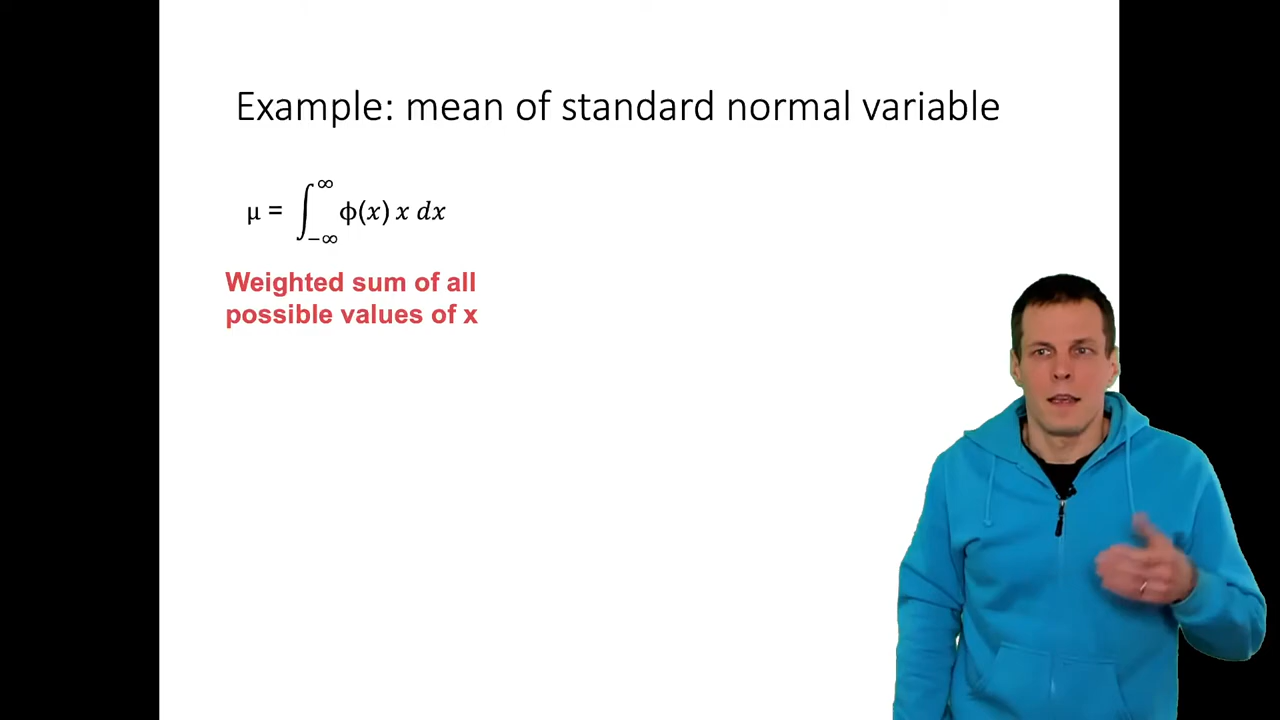 Example: mean of standard normal variable
μ = ∫_{−∞}^{∞} ϕ(x) x dx
Weighted sum of all
possible values of x